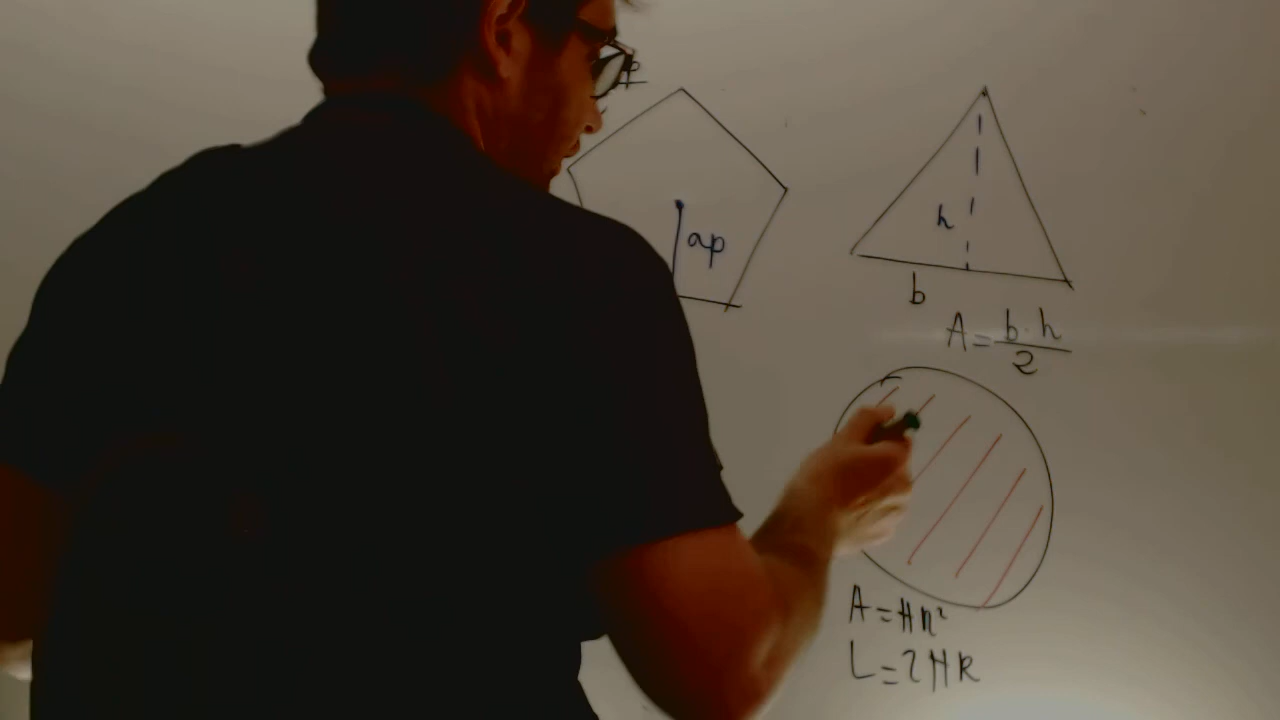 ap
h
b
A = b · h / 2
A = πr²
L = 2πR